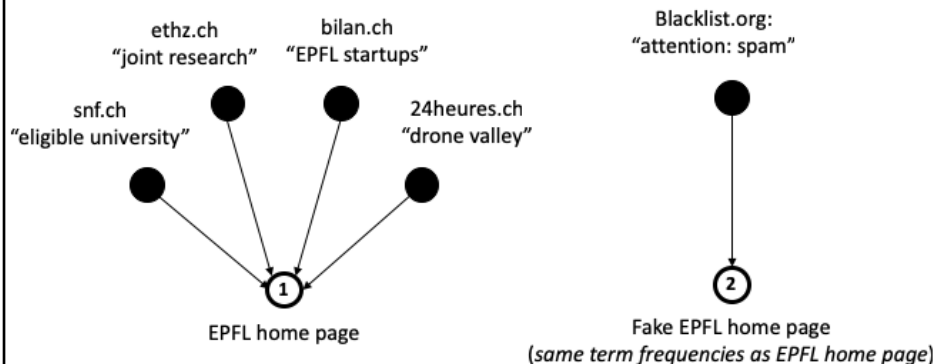 ethz.ch
“joint research”
bilan.ch
“EPFL startups”
Blacklist.org:
“attention: spam”
snf.ch
“eligible university”
24heures.ch
“drone valley”
1
EPFL home page
2
Fake EPFL home page
(same term frequencies as EPFL home page)